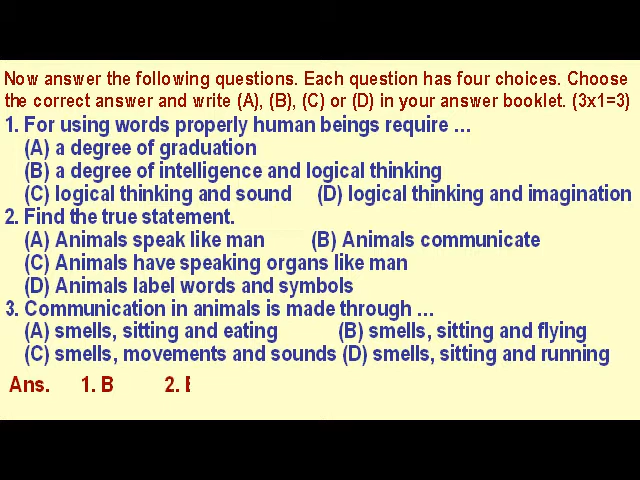 Now answer the following questions. Each question has four choices. Choose
the correct answer and write (A), (B), (C) or (D) in your answer booklet. (3x1=3)
1. For using words properly human beings require …
(A) a degree of graduation
(B) a degree of intelligence and logical thinking
(C) logical thinking and sound (D) logical thinking and imagination
2. Find the true statement.
(A) Animals speak like man (B) Animals communicate
(C) Animals have speaking organs like man
(D) Animals label words and symbols
3. Communication in animals is made through …
(A) smells, sitting and eating (B) smells, sitting and flying
(C) smells, movements and sounds (D) smells, sitting and running
Ans. 1. B 2.